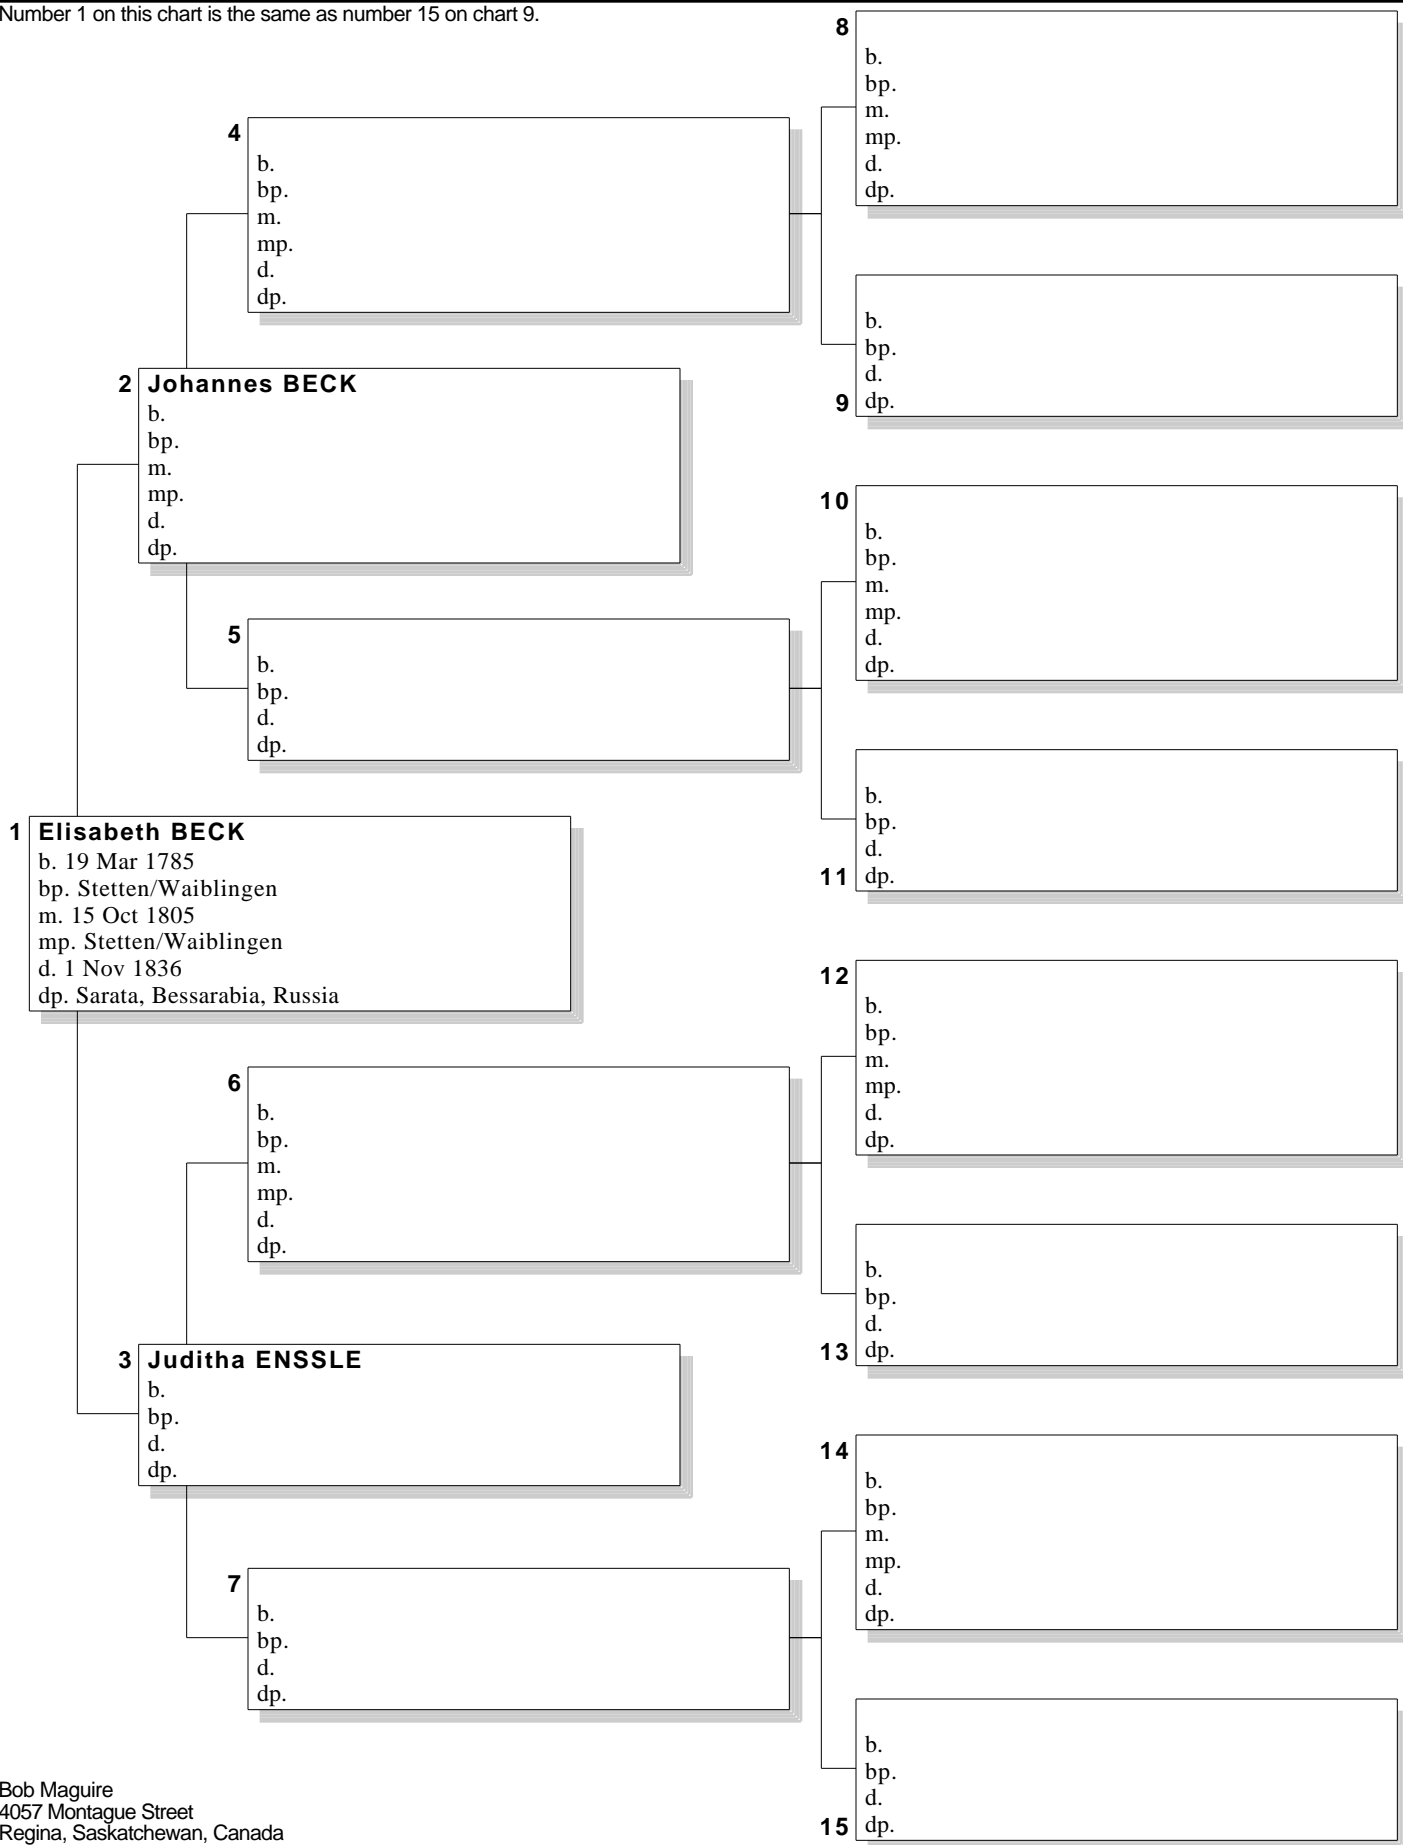 Number 1 on this chart is the same as number 15 on chart 9.
8
b.
bp.
m.
mp.
d.
dp.
4
b.
bp.
m.
mp.
d.
dp.
b.
bp.
d.
9 dp.
2 Johannes BECK
b.
bp.
m.
mp.
d.
dp.
10
b.
bp.
m.
mp.
d.
dp.
5
b.
bp.
d.
dp.
b.
bp.
d.
11 dp.
1 Elisabeth BECK
b. 19 Mar 1785
bp. Stetten/Waiblingen
m. 15 Oct 1805
mp. Stetten/Waiblingen
d. 1 Nov 1836
dp. Sarata, Bessarabia, Russia
12
b.
bp.
m.
mp.
d.
dp.
6
b.
bp.
m.
mp.
d.
dp.
b.
bp.
d.
13 dp.
3 Juditha ENSSLE
b.
bp.
d.
dp.
14
b.
bp.
m.
mp.
d.
dp.
7
b.
bp.
d.
dp.
b.
bp.
d.
15 dp.
Bob Maguire
4057 Montague Street
Regina, Saskatchewan, Canada